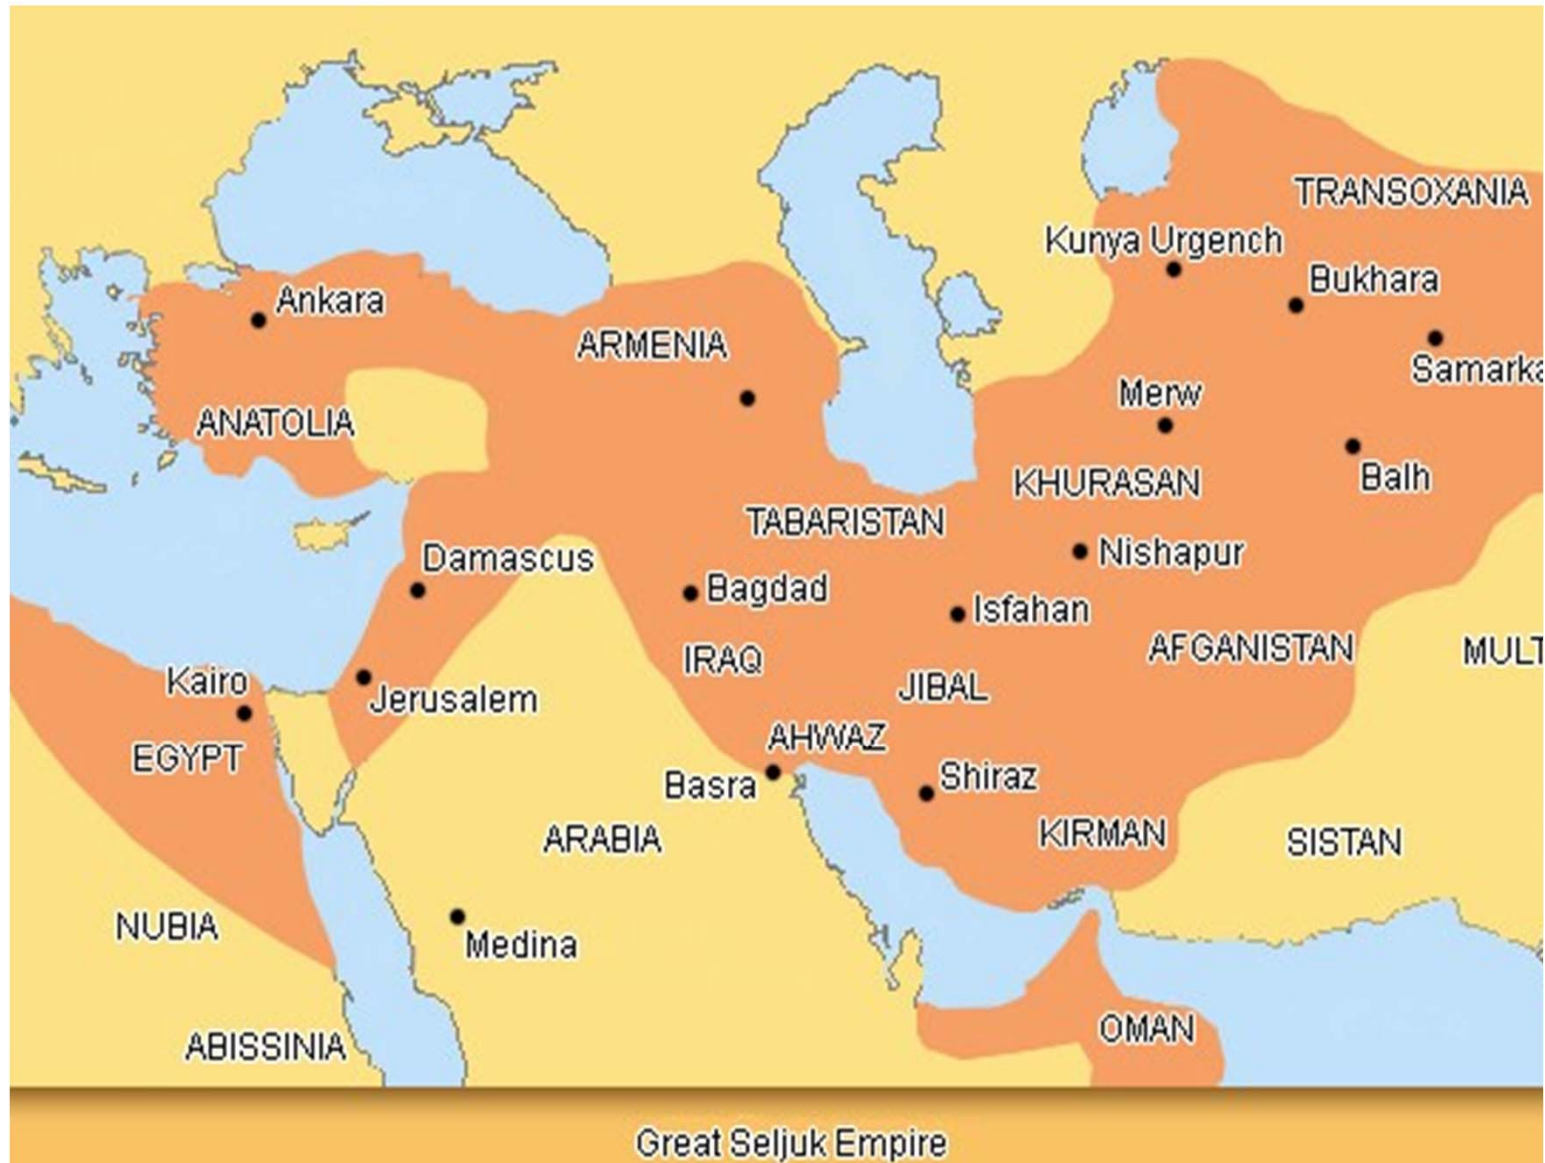 TRANSOXANIA
Kunya Urgench
Bukhara
Ankara
ARMENIA
Samarka
Merw
ANATOLIA
Balh
KHURASAN
TABARISTAN
Nishapur
Damascus
Bagdad
Isfahan
AFGANISTAN
MULT
IRAQ
Kairo
JIBAL
Jerusalem
AHWAZ
EGYPT
Shiraz
Basra
KIRMAN
ARABIA
SISTAN
NUBIA
Medina
OMAN
ABISSINIA
Great Seljuk Empire